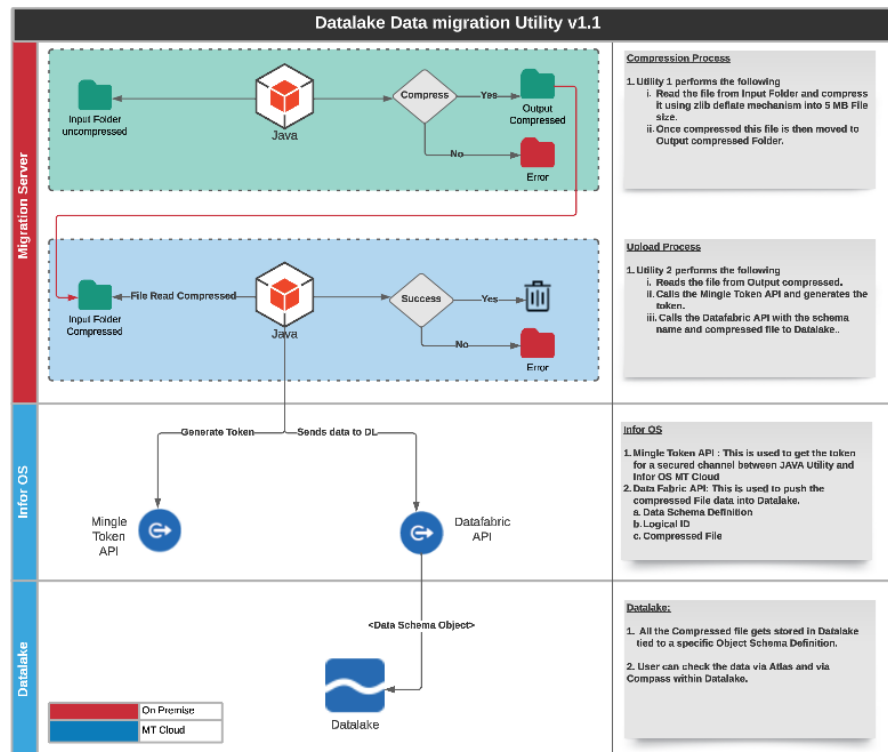 Datalake Data migration Utility v1.1
Migration Server
Input Folder
uncompressed
Java
Compress
Yes
Output
Compressed
No
Error
Compression Process
1. Utility 1 performs the following
i. Read the file from Input Folder and compress
it using zlib deflate mechanism into 5 MB File
size.
ii. Once compressed this file is then moved to
Output compressed Folder.
Input Folder
Compressed
File Read Compressed
Java
Success
Yes
No
Error
Upload Process
1. Utility 2 performs the following
i. Reads the file from Output compressed.
ii. Calls the Mingle Token API and generates the
token.
iii. Calls the Datafabric API with the schema
name and compressed file to Datalake..
Infor OS
Generate Token
Sends data to DL
Mingle
Token
API
Datafabric
API
Infor OS
1. Mingle Token API : This is used to get the token
for a secured channel between JAVA Utility and
Infor OS MT Cloud
2. Data Fabric API: This is used to push the
compressed File data into Datalake.
a. Data Schema Definition
b. Logical ID
c. Compressed File
Datalake
<Data Schema Object>
Datalake
On Premise
MT Cloud
Datalake:
1. All the Compressed file gets stored in Datalake
tied to a specific Object Schema Definition.
2. User can check the data via Atlas and via
Compass within Datalake.